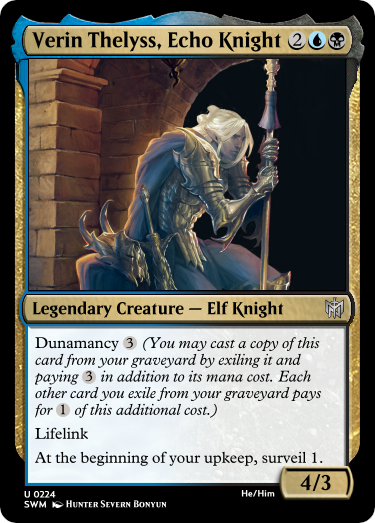 Verin Thelyss, Echo Knight 2
Legendary Creature — Elf Knight
Dunamancy 3 (You may cast a copy of this
card from your graveyard by exiling it and
paying 3 in addition to its mana cost. Each
other card you exile from your graveyard pays
for 1 of this additional cost.)
Lifelink
At the beginning of your upkeep, surveil 1.
4/3
U 0224
He/Him
SWM Hunter Severn Bonyun